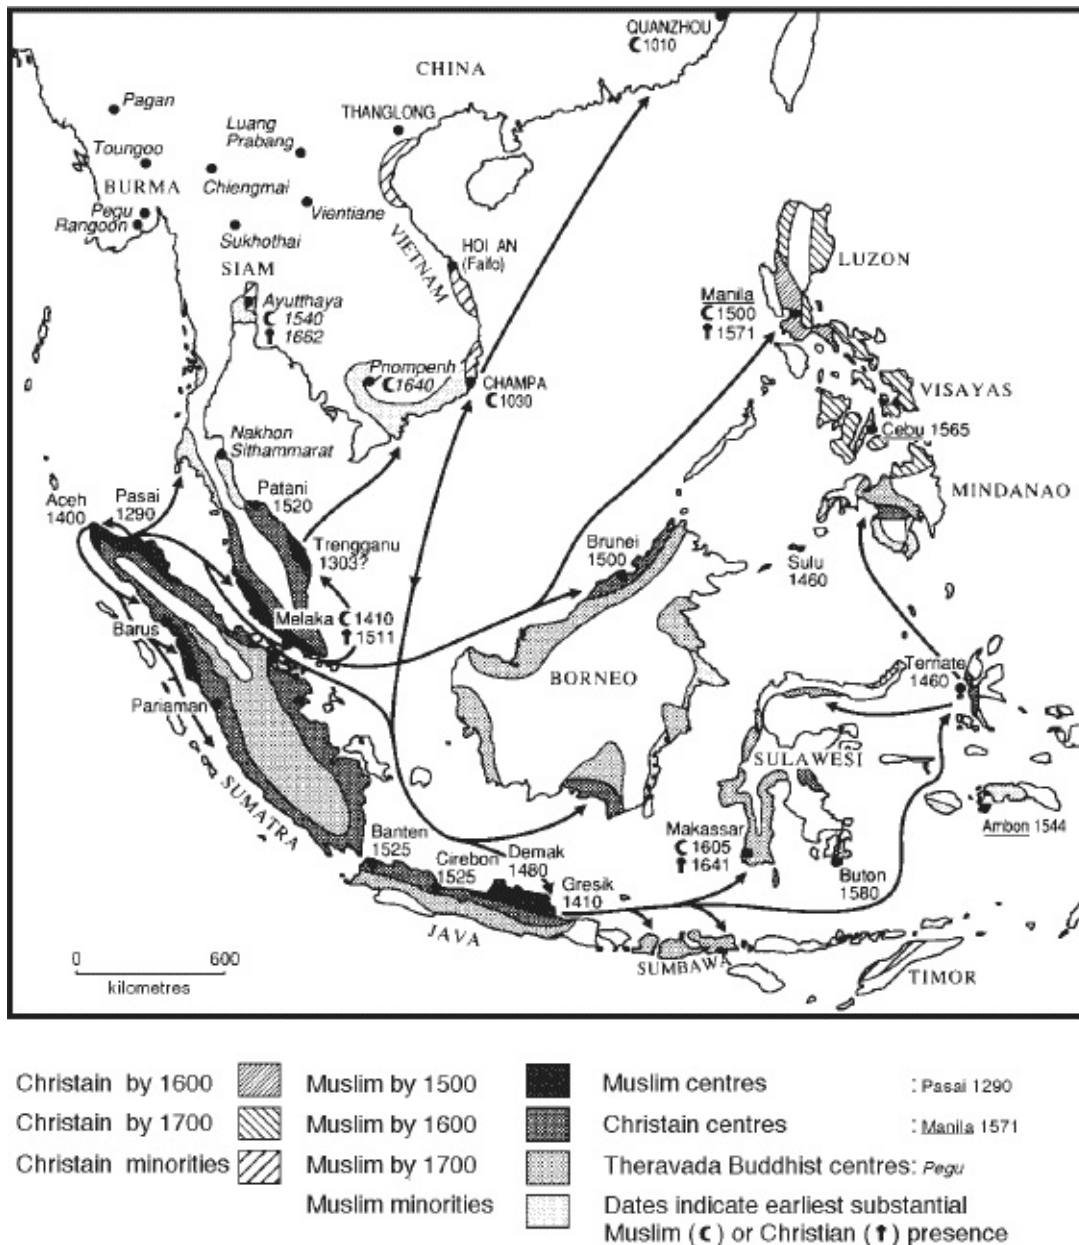 QUANZHOU
☾1010
CHINA
Pagan
THANGLONG
Luang
Prabang
Toungoo
BURMA
Chiengmai
Pegu
Rangoon
Vientiane
Sukhothai
VIETNAM
HOI AN
(Faifo)
SIAM
LUZON
Ayutthaya
☾ 1540
✝ 1662
Manila
☾1500
✝1571
Pnompenh
☾1640
CHAMPA
☾1030
VISAYAS
Cebu 1565
Nakhon
Sithammarat
Aceh
1400
Pasai
1290
Patani
1520
MINDANAO
Trengganu
1303?
Brunei
1500
Sulu
1460
Melaka ☾1410
✝1511
Barus
BORNEO
Ternate
1460
Pariaman
SULAWESI
SUMATRA
Ambon 1544
Banten
1525
Cirebon
1525
Demak
1480
Makassar
☾1605
✝1641
Gresik
1410
Buton
1580
JAVA
SUMBAWA
TIMOR
0 600
kilometres
Christain by 1600
Christain by 1700
Christain minorities
Muslim by 1500
Muslim by 1600
Muslim by 1700
Muslim minorities
Muslim centres : Pasai 1290
Christain centres : Manila 1571
Theravada Buddhist centres: Pegu
Dates indicate earliest substantial
Muslim (☾) or Christian (✝) presence